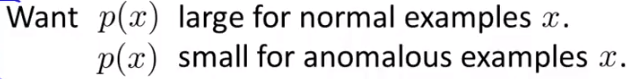 Want p(x) large for normal examples x.
p(x) small for anomalous examples x.